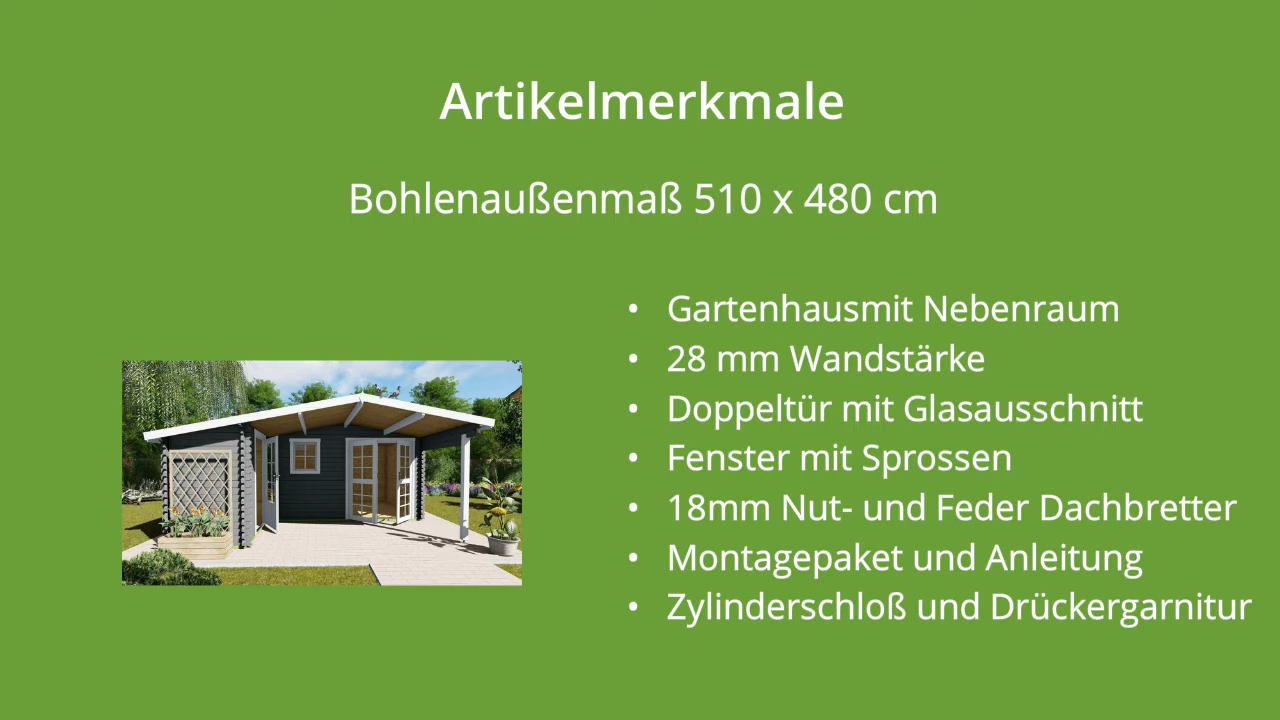 Artikelmerkmale
Bohlenaußenmaß 510 x 480 cm
• Gartenhausmit Nebenraum
• 28 mm Wandstärke
• Doppeltür mit Glasausschnitt
• Fenster mit Sprossen
• 18mm Nut- und Feder Dachbretter
• Montagepaket und Anleitung
• Zylinderschloß und Drückergarnitur